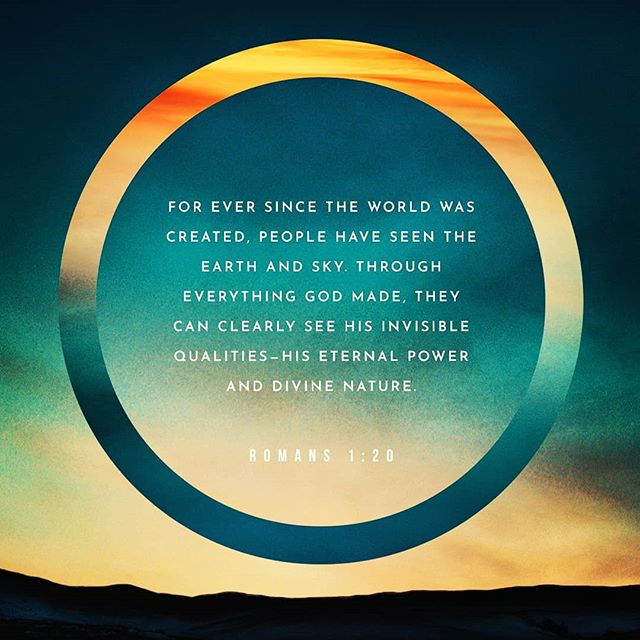 FOR EVER SINCE THE WORLD WAS
CREATED, PEOPLE HAVE SEEN THE
EARTH AND SKY. THROUGH
EVERYTHING GOD MADE, THEY
CAN CLEARLY SEE HIS INVISIBLE
QUALITIES—HIS ETERNAL POWER
AND DIVINE NATURE.
ROMANS 1:20